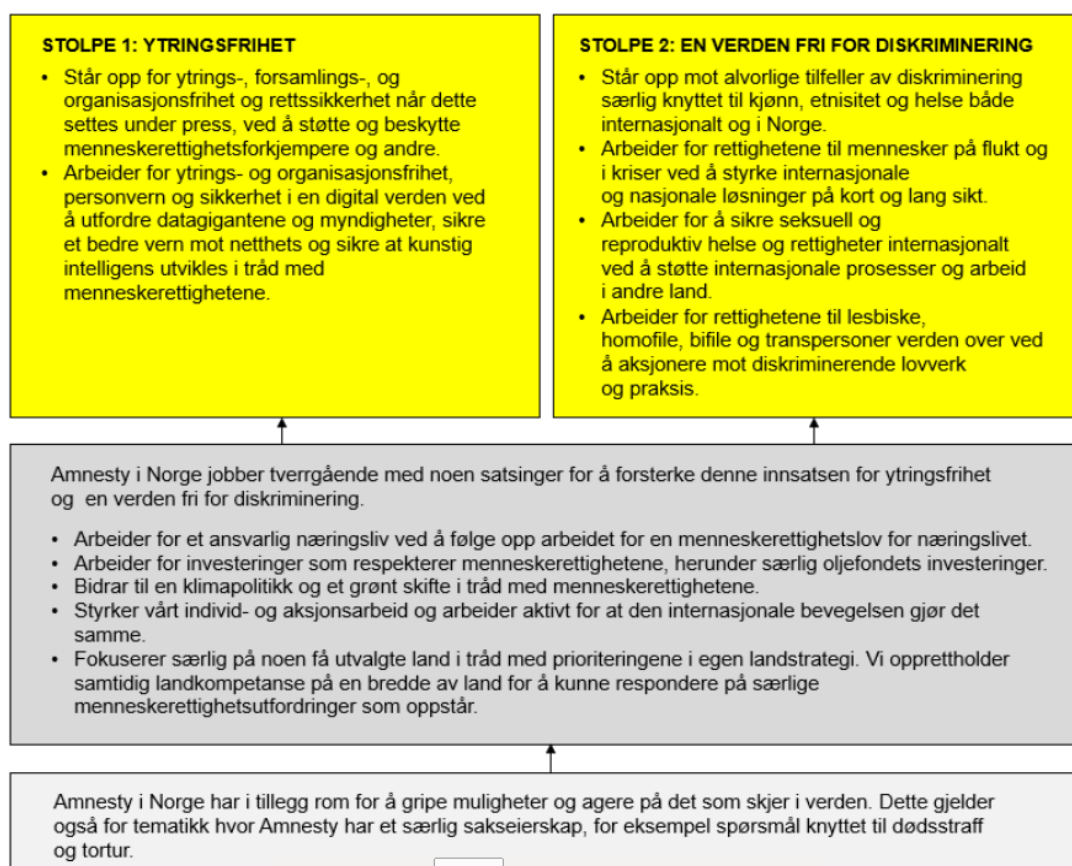 STOLPE 1: YTRINGSFRIHET
• Står opp for ytrings-, forsamlings-, og
organisasjonsfrihet og rettssikkerhet når dette
settes under press, ved å støtte og beskytte
menneskerettighetsforkjempere og andre.
• Arbeider for ytrings- og organisasjonsfrihet,
personvern og sikkerhet i en digital verden ved
å utfordre datagigantene og myndigheter, sikre
et bedre vern mot netthets og sikre at kunstig
intelligens utvikles i tråd med
menneskerettighetene.
STOLPE 2: EN VERDEN FRI FOR DISKRIMINERING
• Står opp mot alvorlige tilfeller av diskriminering
særlig knyttet til kjønn, etnisitet og helse både
internasjonalt og i Norge.
• Arbeider for rettighetene til mennesker på flukt og
i kriser ved å styrke internasjonale
og nasjonale løsninger på kort og lang sikt.
• Arbeider for å sikre seksuell og
reproduktiv helse og rettigheter internasjonalt
ved å støtte internasjonale prosesser og arbeid
i andre land.
• Arbeider for rettighetene til lesbiske,
homofile, bifile og transpersoner verden over ved
å aksjonere mot diskriminerende lovverk
og praksis.
Amnesty i Norge jobber tverrgående med noen satsinger for å forsterke denne innsatsen for ytringsfrihet
og en verden fri for diskriminering.
• Arbeider for et ansvarlig næringsliv ved å følge opp arbeidet for en menneskerettighetslov for næringslivet.
• Arbeider for investeringer som respekterer menneskerettighetene, herunder særlig oljefondets investeringer.
• Bidrar til en klimapolitikk og et grønt skifte i tråd med menneskerettighetene.
• Styrker vårt individ- og aksjonsarbeid og arbeider aktivt for at den internasjonale bevegelsen gjør det
samme.
• Fokuserer særlig på noen få utvalgte land i tråd med prioriteringene i egen landstrategi. Vi opprettholder
samtidig landkompetanse på en bredde av land for å kunne respondere på særlige
menneskerettighetsutfordringer som oppstår.
Amnesty i Norge har i tillegg rom for å gripe muligheter og agere på det som skjer i verden. Dette gjelder
også for tematikk hvor Amnesty har et særlig sakseierskap, for eksempel spørsmål knyttet til dødsstraff
og tortur.